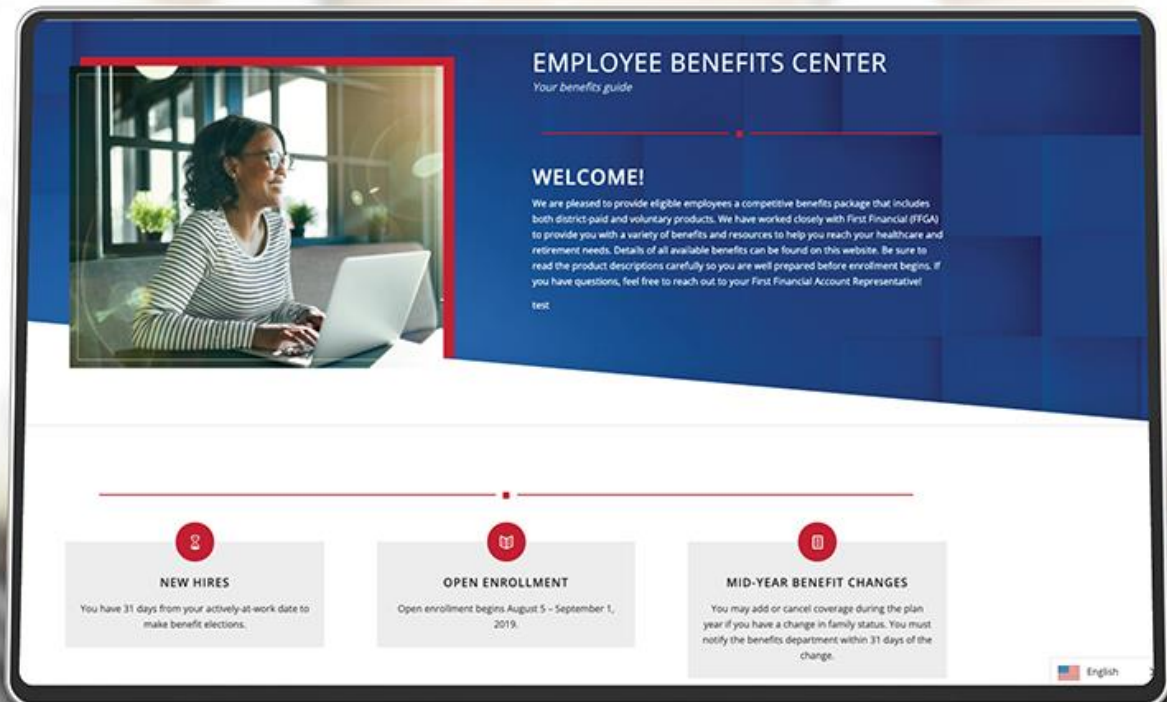 EMPLOYEE BENEFITS CENTER
Your benefits guide
WELCOME!
We are pleased to provide eligible employees a competitive benefits package that includes
both district-paid and voluntary products. We have worked closely with First Financial (FFGA)
to provide you with a variety of benefits and resources to help you reach your healthcare and
retirement needs. Details of all available benefits can be found on this website. Be sure to
read the product descriptions carefully so you are well prepared before enrollment begins. If
you have questions, feel free to reach out to your First Financial Account Representative!
test
NEW HIRES
You have 31 days from your actively-at-work date to
make benefit elections.
OPEN ENROLLMENT
Open enrollment begins August 5 – September 1,
2019.
MID-YEAR BENEFIT CHANGES
You may add or cancel coverage during the plan
year if you have a change in family status. You must
notify the benefits department within 31 days of the
change.
English